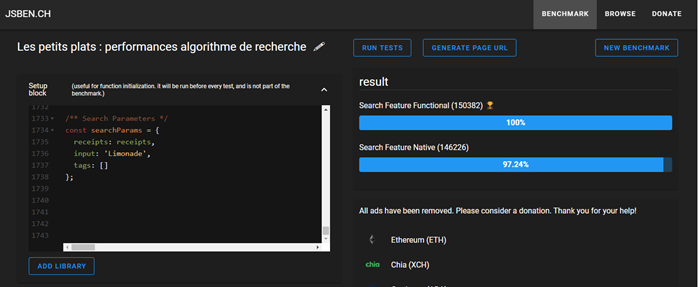 JSBEN.CH
BENCHMARK
BROWSE
DONATE
Les petits plats : performances algorithme de recherche
RUN TESTS
GENERATE PAGE URL
NEW BENCHMARK
Setup block
(useful for function initialization. it will be run before every test, and is not part of the benchmark.)
1732
1733 /** Search Parameters */
1734 const searchParams = {
1735 receipts: receipts,
1736 input: 'Limonade',
1737 tags: []
1738 };
1739
1740
1741
1742
1743
ADD LIBRARY
result
Search Feature Functional (150382)
100%
Search Feature Native (146226)
97.24%
All ads have been removed. Please consider a donation. Thank you for your help!
Ethereum (ETH)
chia
Chia (XCH)